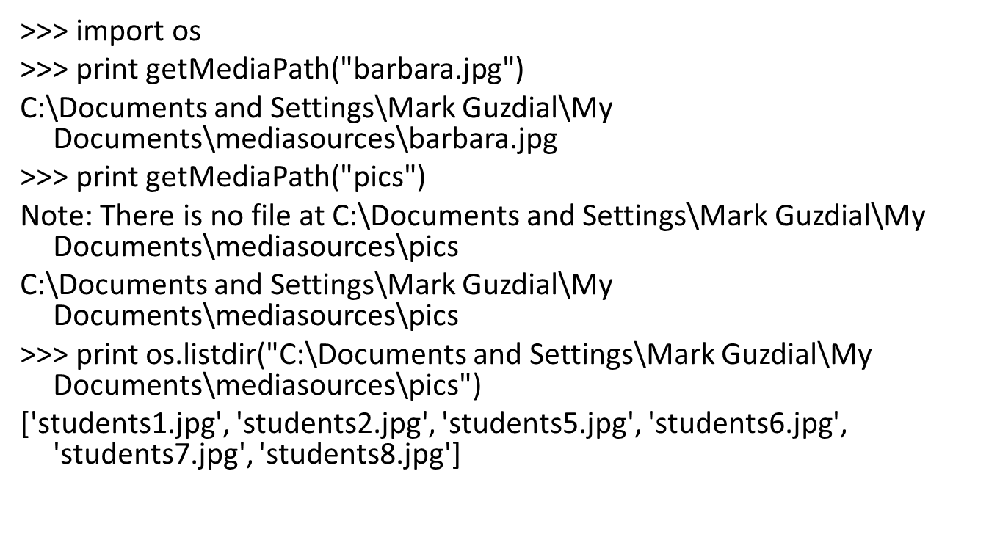 >>> import os
>>> print getMediaPath("barbara.jpg")
C:\Documents and Settings\Mark Guzdial\My
Documents\mediasources\barbara.jpg
>>> print getMediaPath("pics")
Note: There is no file at C:\Documents and Settings\Mark Guzdial\My
Documents\mediasources\pics
C:\Documents and Settings\Mark Guzdial\My
Documents\mediasources\pics
>>> print os.listdir("C:\Documents and Settings\Mark Guzdial\My
Documents\mediasources\pics")
['students1.jpg', 'students2.jpg', 'students5.jpg', 'students6.jpg',
'students7.jpg', 'students8.jpg']